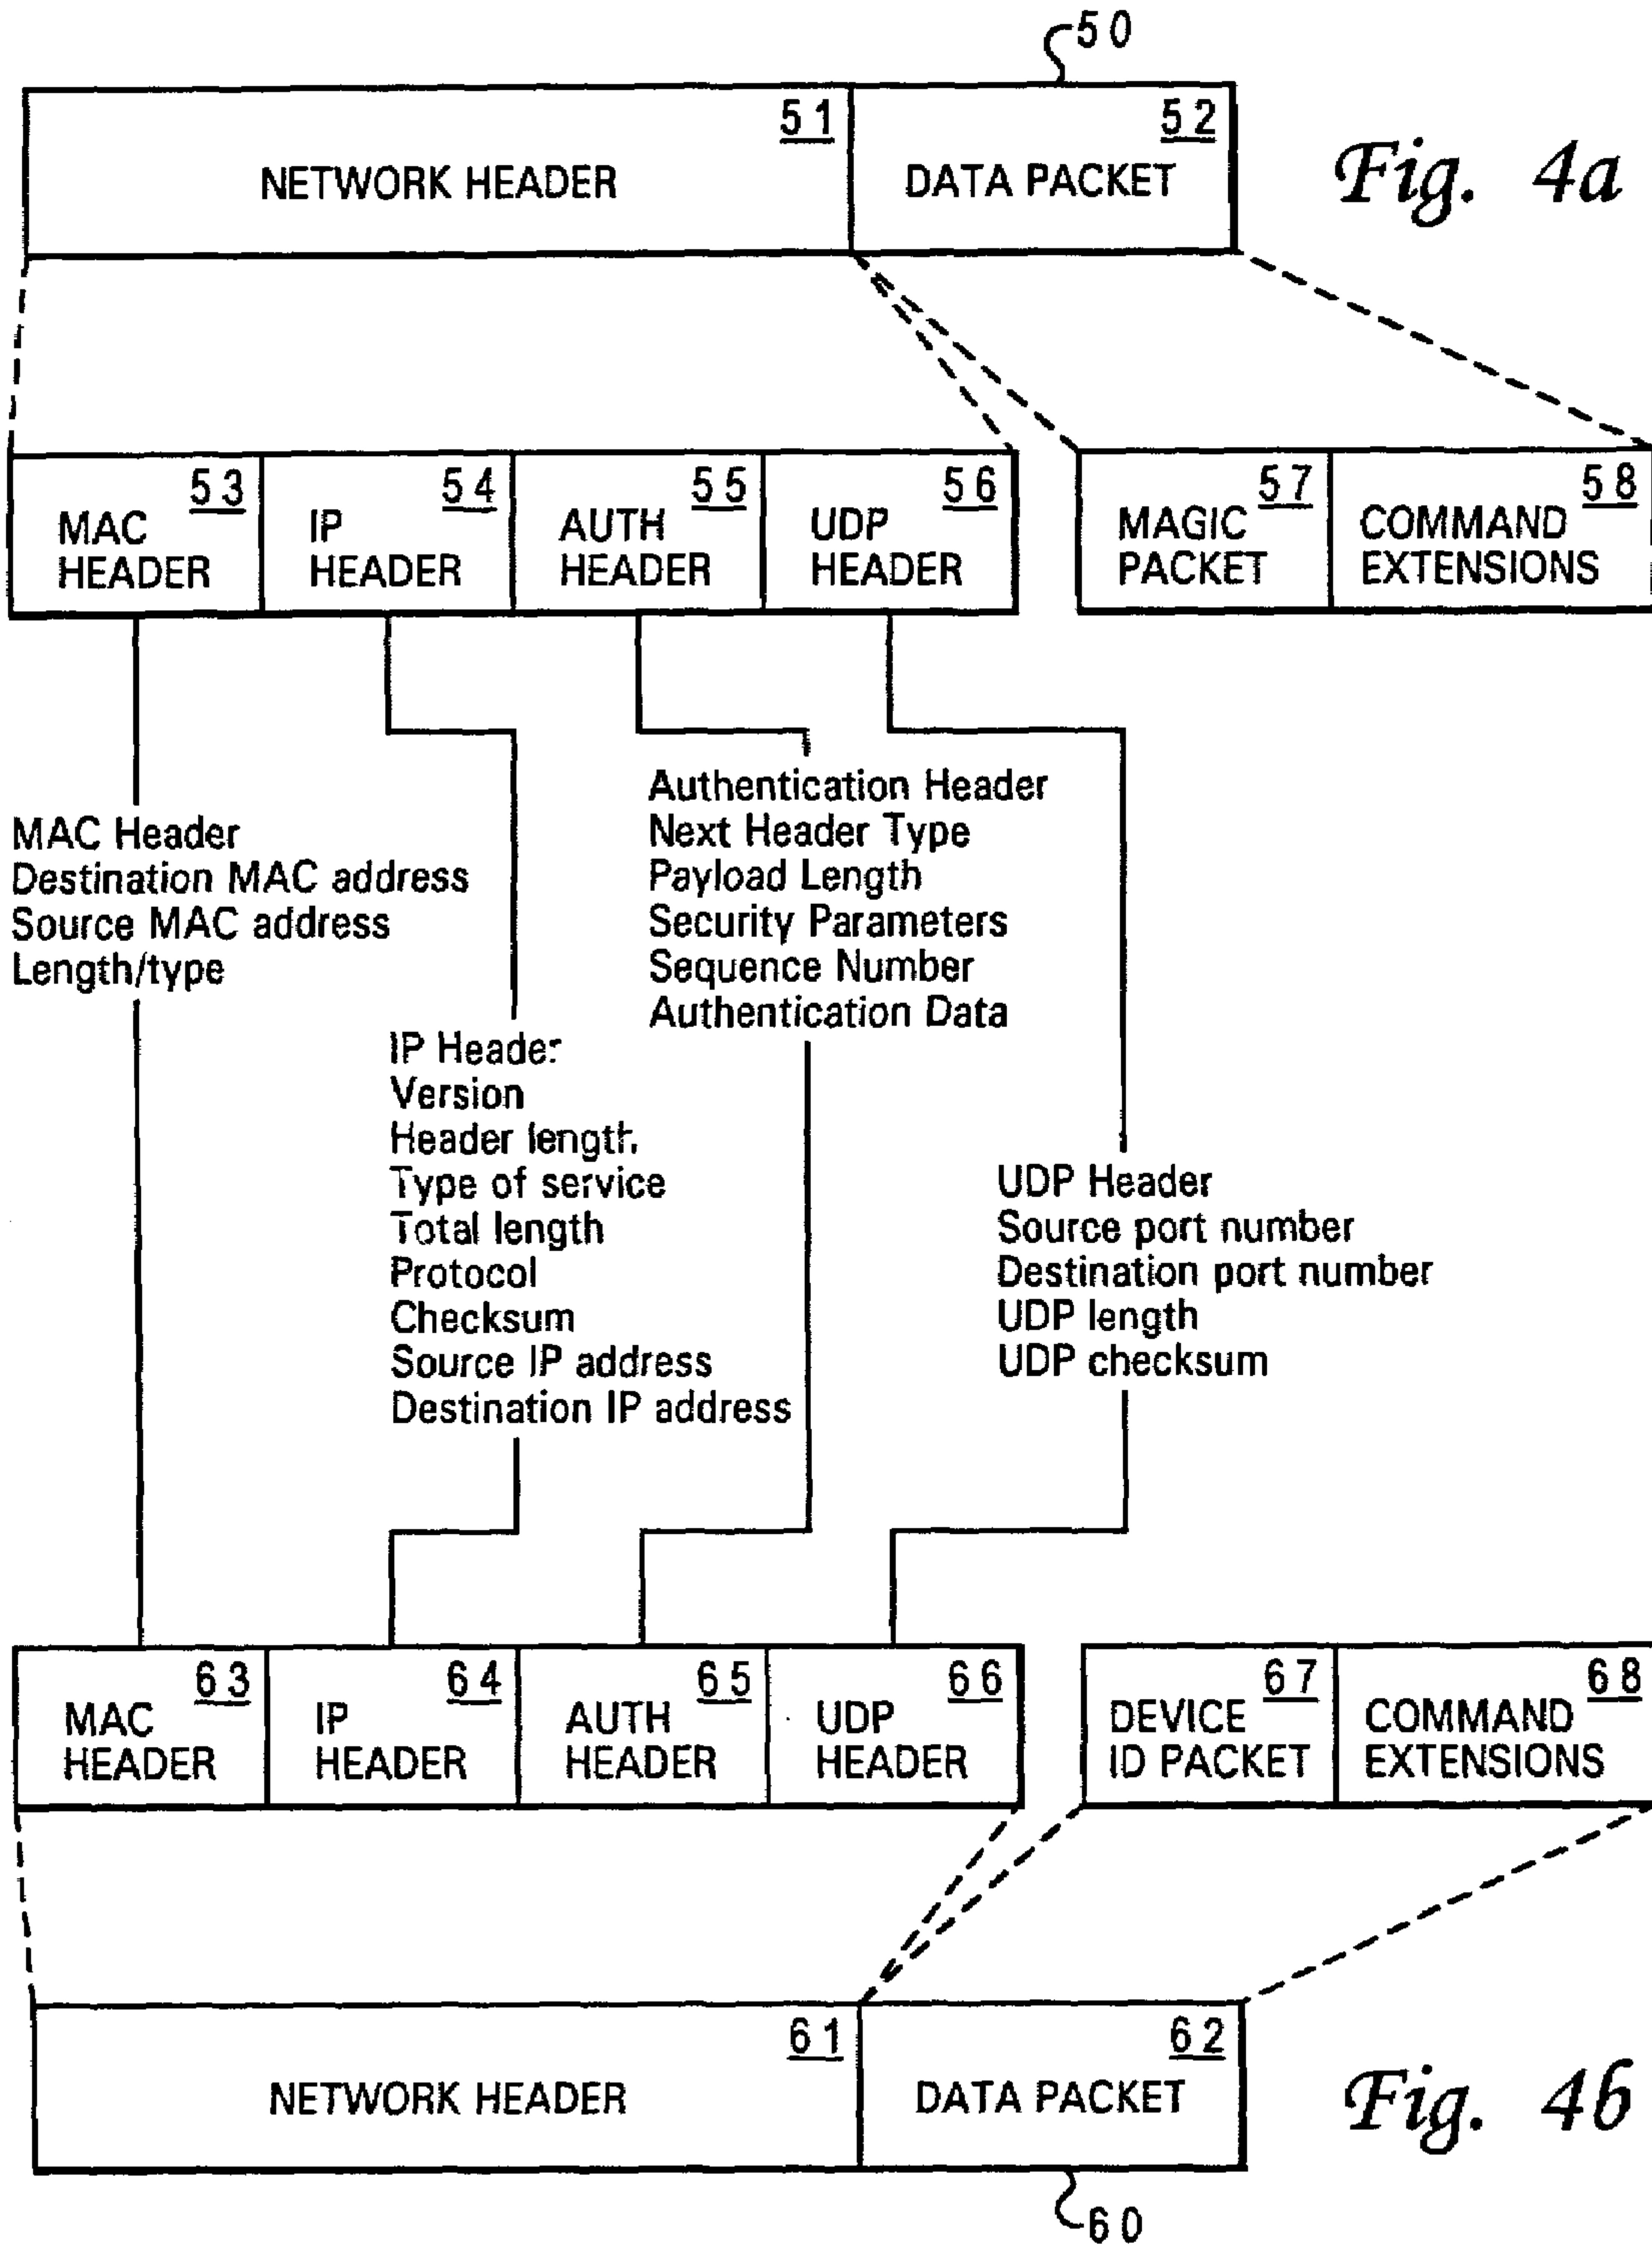 50
51
52
NETWORK HEADER
DATA PACKET
Fig. 4a
53
54
55
56
57
58
MAC
HEADER
IP
HEADER
AUTH
HEADER
UDP
HEADER
MAGIC
PACKET
COMMAND
EXTENSIONS
MAC Header
Destination MAC address
Source MAC address
Length/type
Authentication Header
Next Header Type
Payload Length
Security Parameters
Sequence Number
Authentication Data
IP Header
Version
Header length
Type of service
Total length
Protocol
Checksum
Source IP address
Destination IP address
UDP Header
Source port number
Destination port number
UDP length
UDP checksum
63
64
65
66
67
68
MAC
HEADER
IP
HEADER
AUTH
HEADER
UDP
HEADER
DEVICE
ID PACKET
COMMAND
EXTENSIONS
61
62
NETWORK HEADER
DATA PACKET
Fig. 4b
60